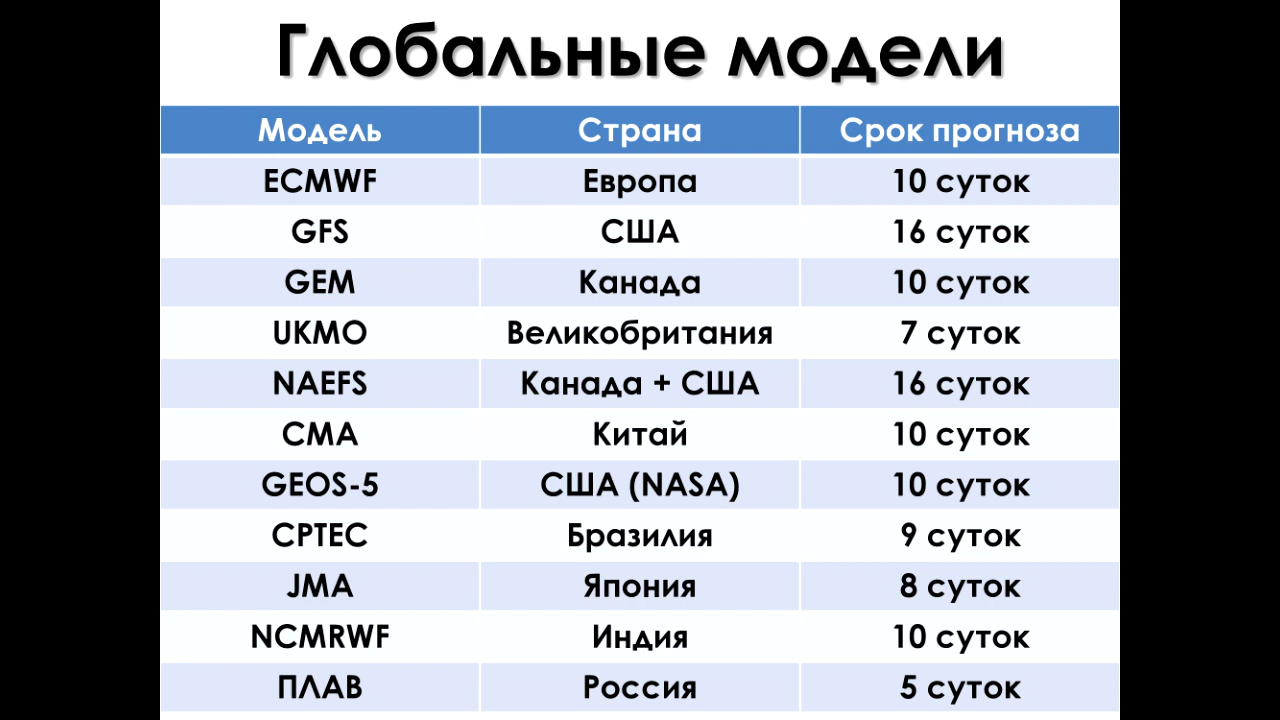 Глобальные модели
Модель Страна Срок прогноза
ECMWF Европа 10 суток
GFS США 16 суток
GEM Канада 10 суток
UKMO Великобритания 7 суток
NAEFS Канада + США 16 суток
CMA Китай 10 суток
GEOS-5 США (NASA) 10 суток
CPTEC Бразилия 9 суток
JMA Япония 8 суток
NCMRWF Индия 10 суток
ПЛАВ Россия 5 суток